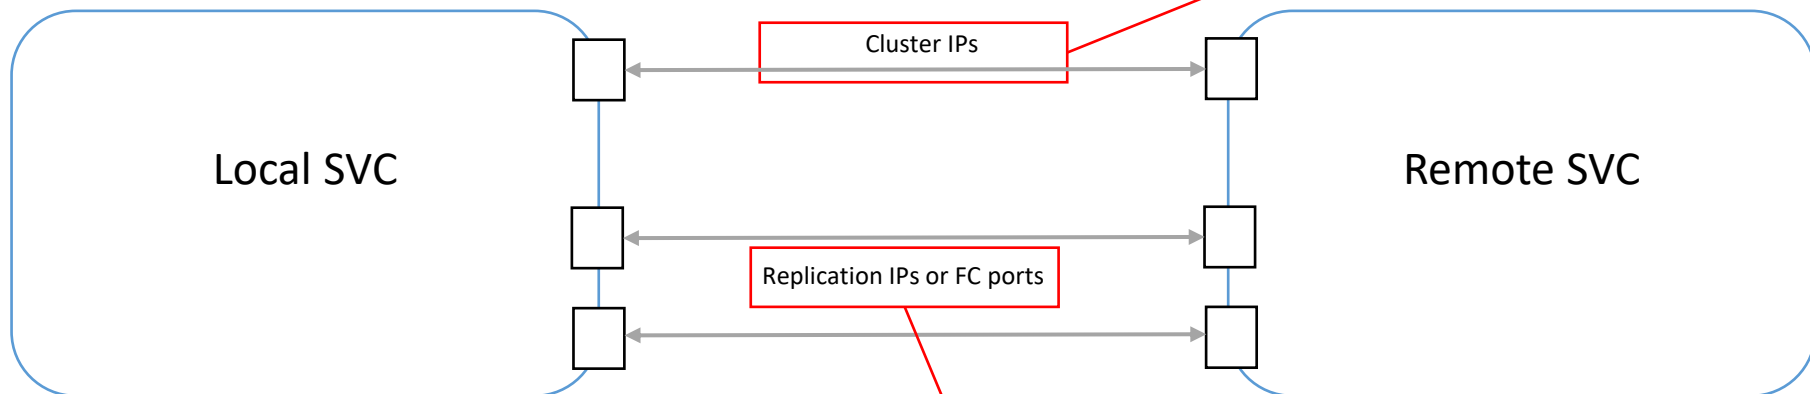 Cluster IPs
Local SVC
Remote SVC
Replication IPs or FC ports